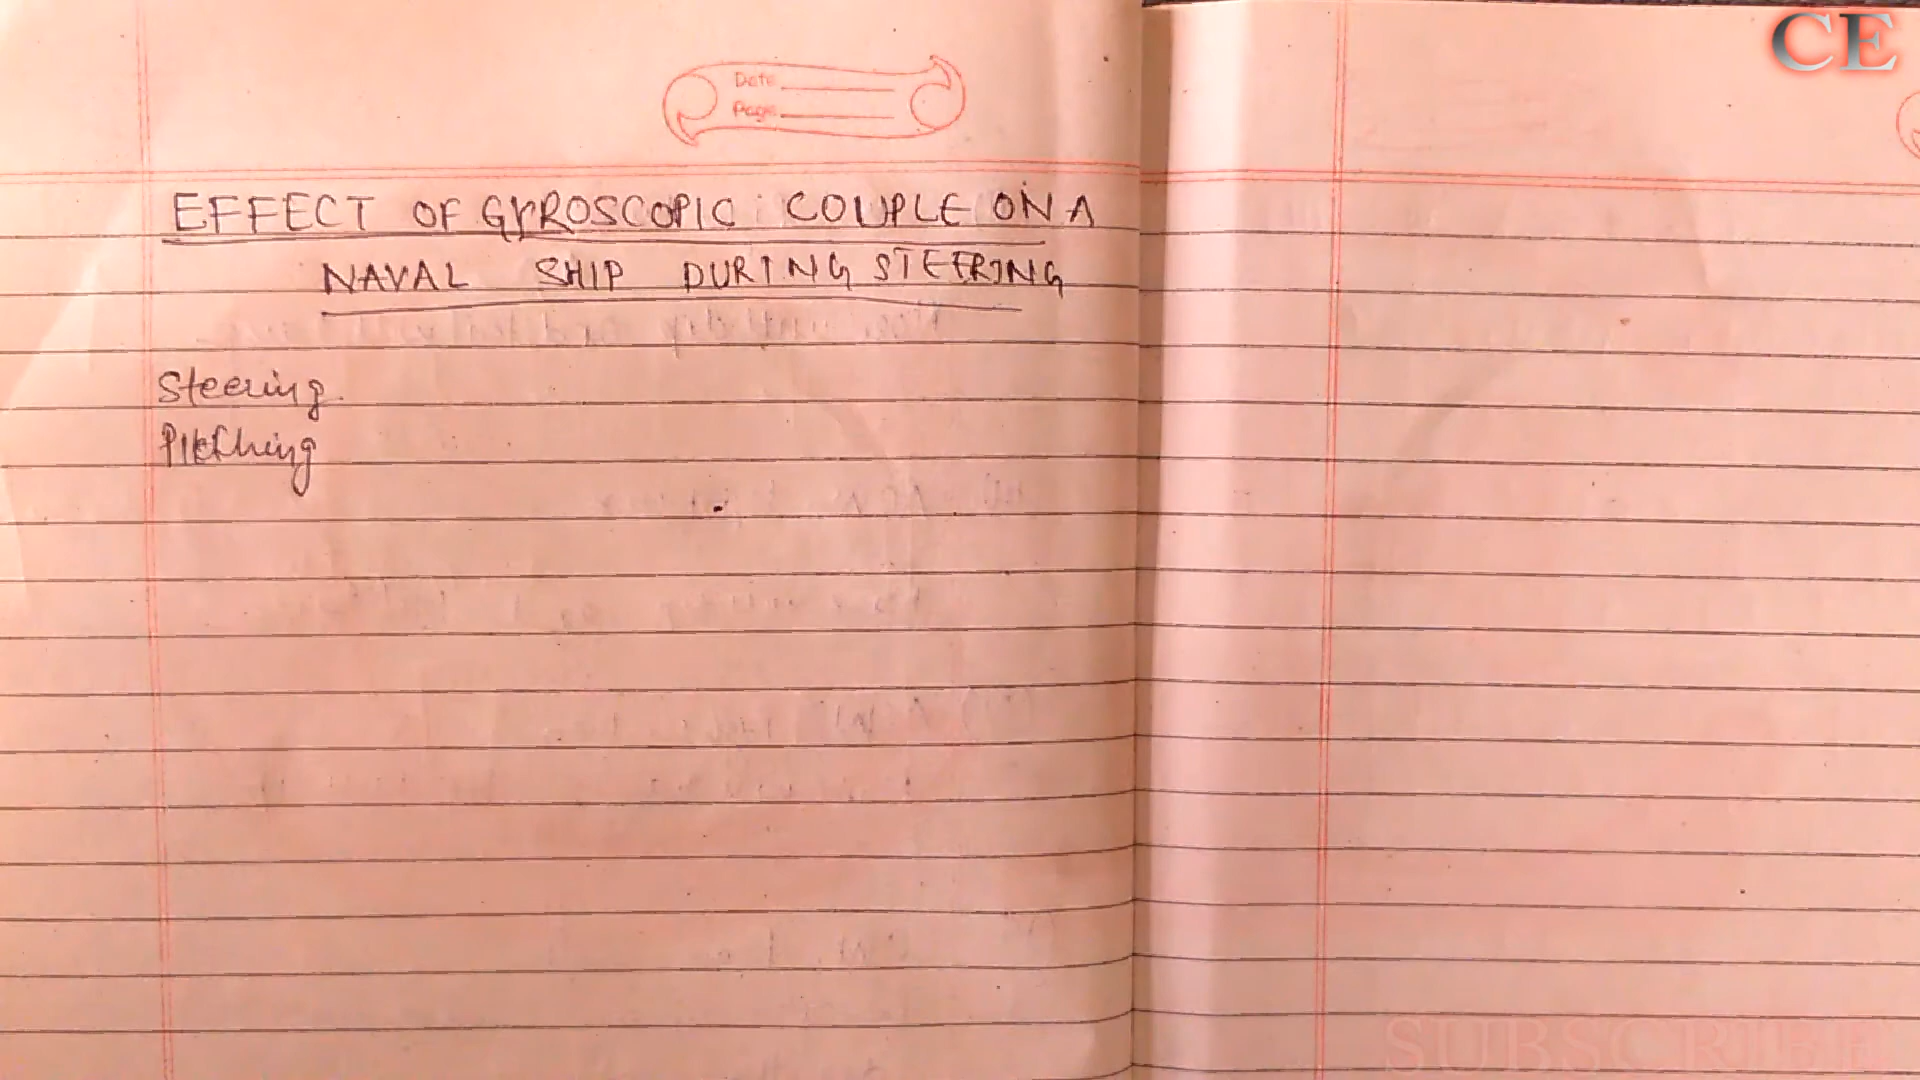 CE
Date
Page
EFFECT OF GYROSCOPIC COUPLE ON A
NAVAL SHIP DURING STEERING
Steering
Pitching
SUBSCRIBE